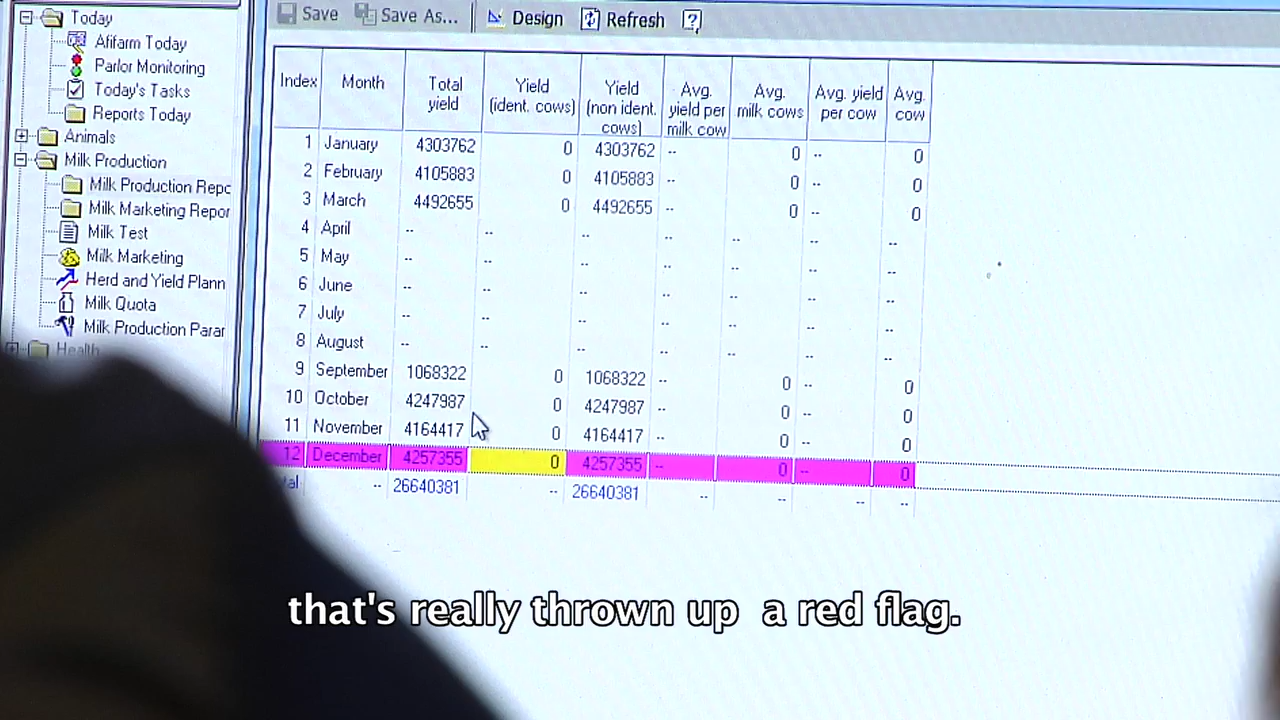 Today
Afifarm Today
Parlor Monitoring
Today's Tasks
Reports Today
Animals
Milk Production
Milk Production Repc
Milk Marketing Repor
Milk Test
Milk Marketing
Herd and Yield Plann
Milk Quota
Milk Production Parar
Health
Save Save As... Design Refresh ?
Index Month Total yield Yield (ident. cows) Yield (non ident. cows) Avg. yield per milk cow Avg. milk cows Avg. yield per cow Avg. cow
1 January 4303762 0 4303762 -- 0 -- 0
2 February 4105883 0 4105883 -- 0 -- 0
3 March 4492655 0 4492655 -- 0 -- 0
4 April -- -- -- -- -- -- --
5 May -- -- -- -- -- -- --
6 June -- -- -- -- -- -- --
7 July -- -- -- -- -- -- --
8 August -- -- -- -- -- -- --
9 September 1068322 0 1068322 -- 0 -- 0
10 October 4247987 0 4247987 -- 0 -- 0
11 November 4164417 0 4164417 -- 0 -- 0
12 December 4257355 0 4257355 -- 0 -- 0
tal -- 26640381 -- 26640381 -- -- -- --
that's really thrown up a red flag.